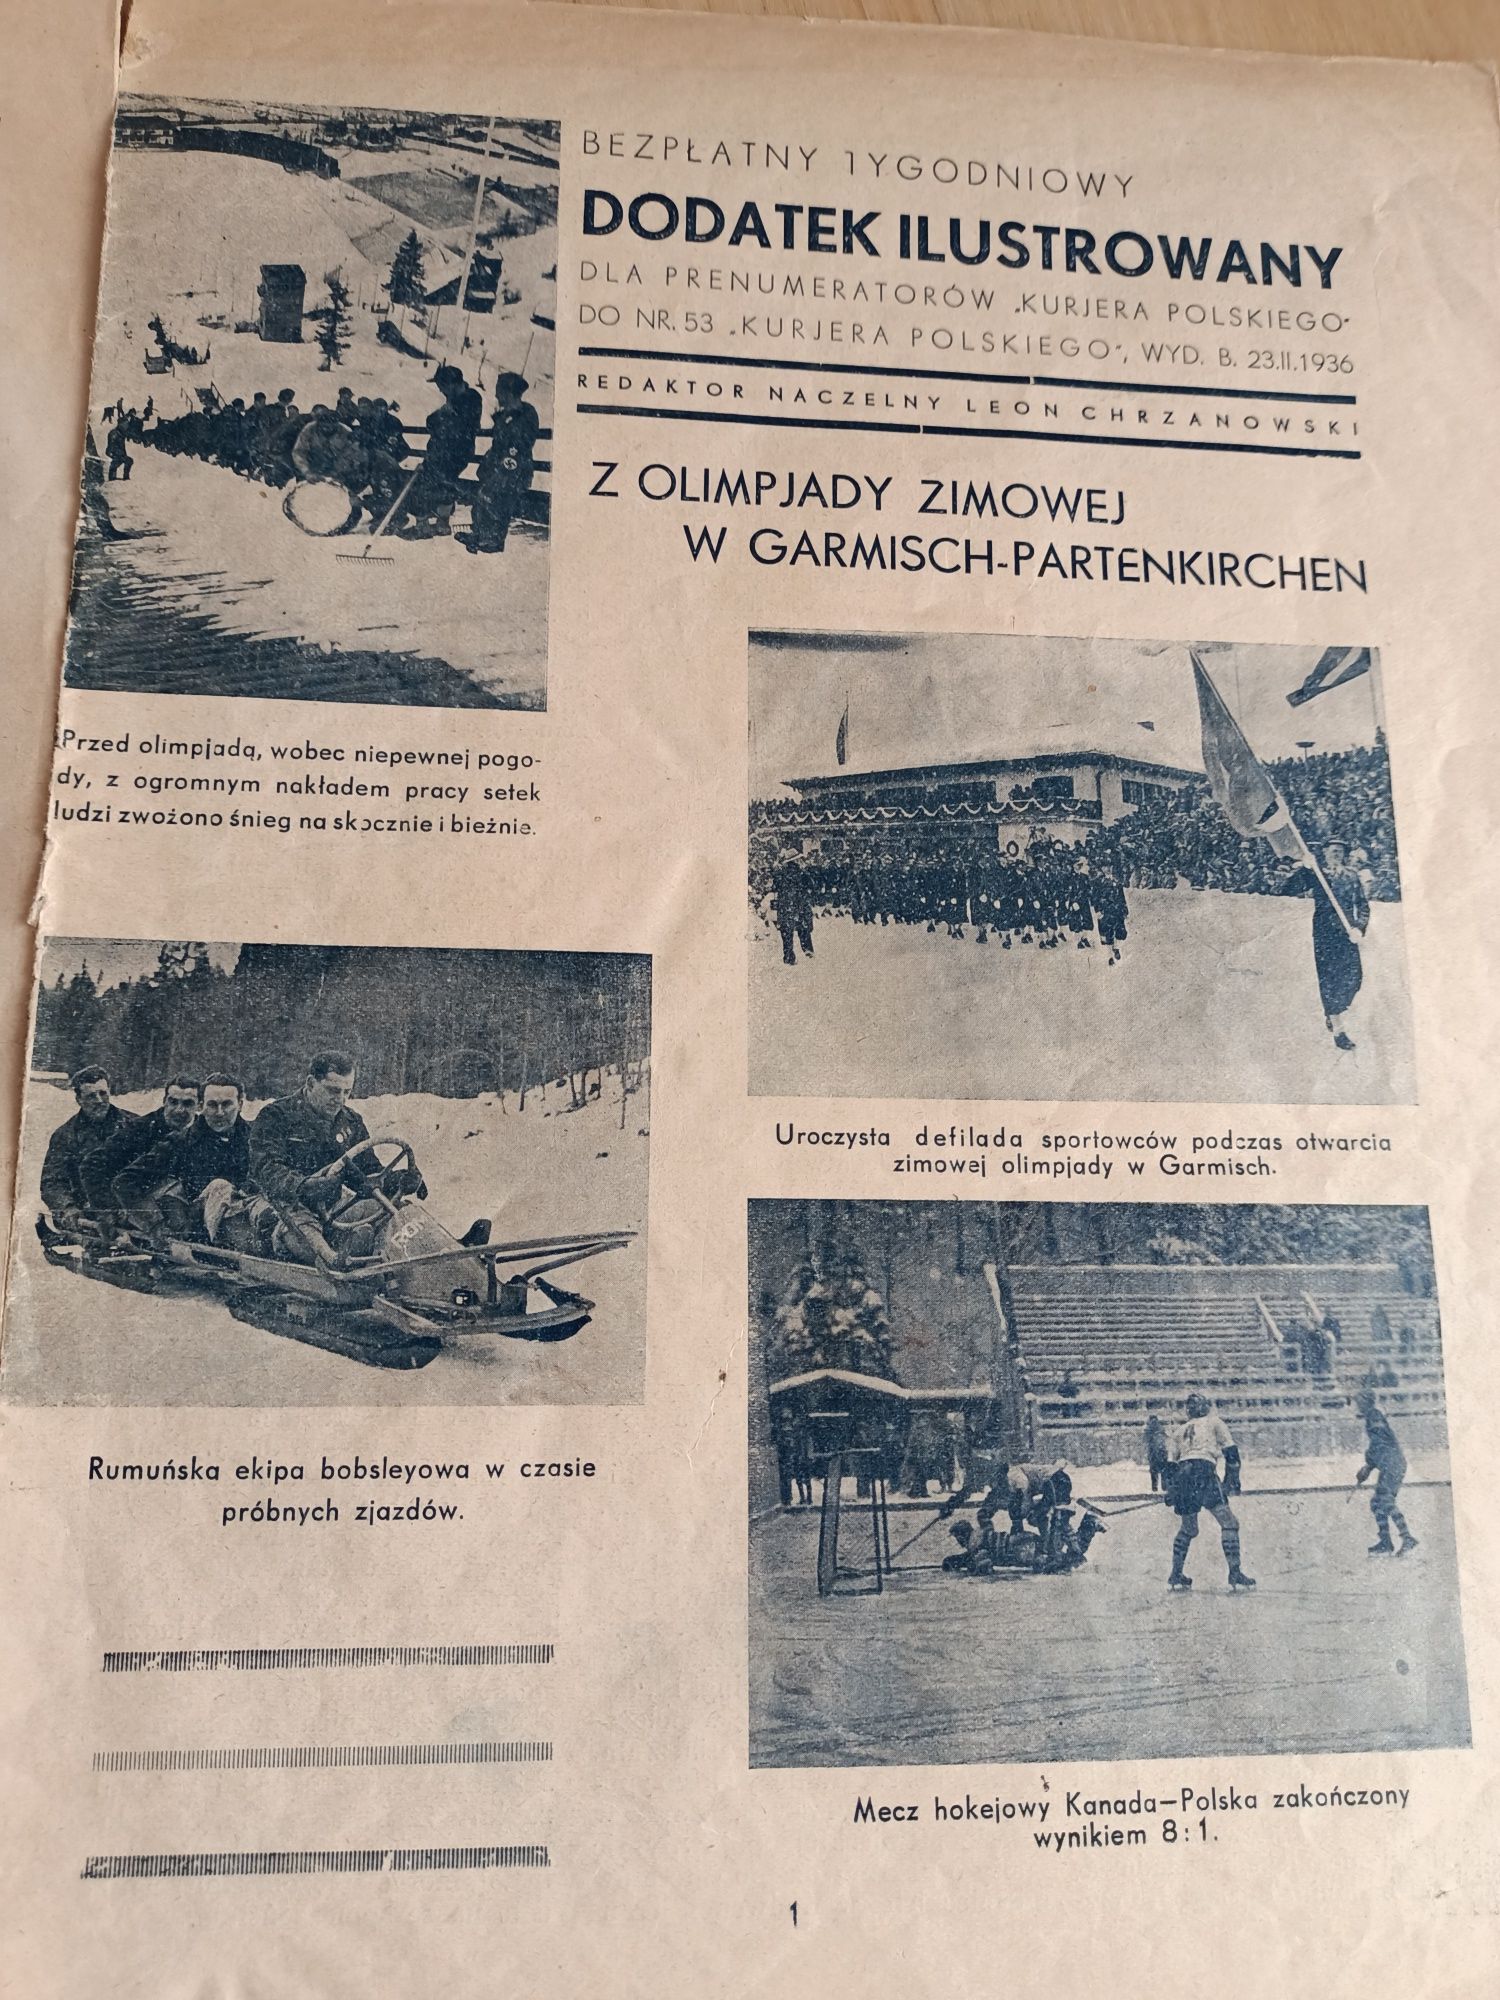 BEZPŁATNY TYGODNIOWY
DODATEK ILUSTROWANY
DLA PRENUMERATORÓW „KURJERA POLSKIEGO"
DO NR. 53 „KURJERA POLSKIEGO", WYD. B. 23.II.1936
REDAKTOR NACZELNY LEON CHRZANOWSKI
Z OLIMPJADY ZIMOWEJ
W GARMISCH-PARTENKIRCHEN
Przed olimpjadą, wobec niepewnej pogo-
dy, z ogromnym nakładem pracy setek
ludzi zwożono śnieg na skocznie i bieżnie.
Uroczysta defilada sportowców podczas otwarcia
zimowej olimpjady w Garmisch.
Rumuńska ekipa bobsleyowa w czasie
próbnych zjazdów.
4
Mecz hokejowy Kanada—Polska zakończony
wynikiem 8:1.
1